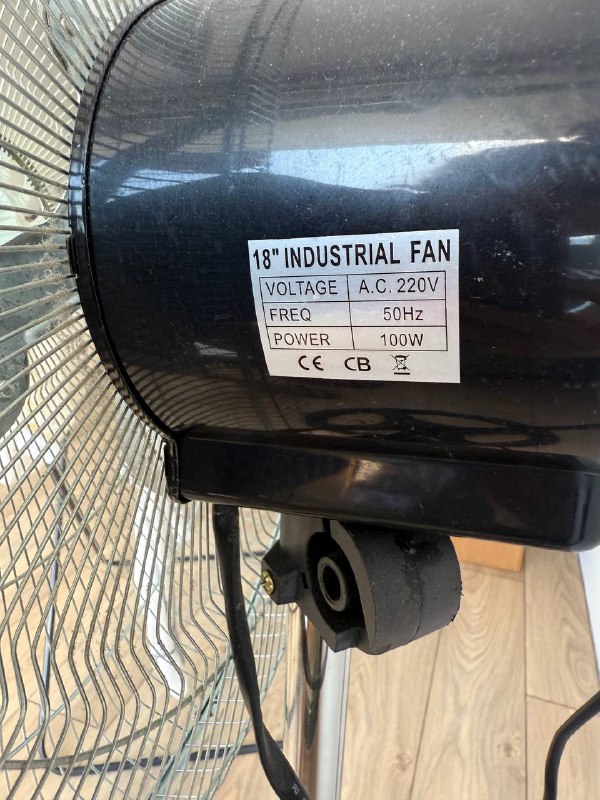 18" INDUSTRIAL FAN
VOLTAGE A.C. 220V
FREQ 50Hz
POWER 100W
CE CB